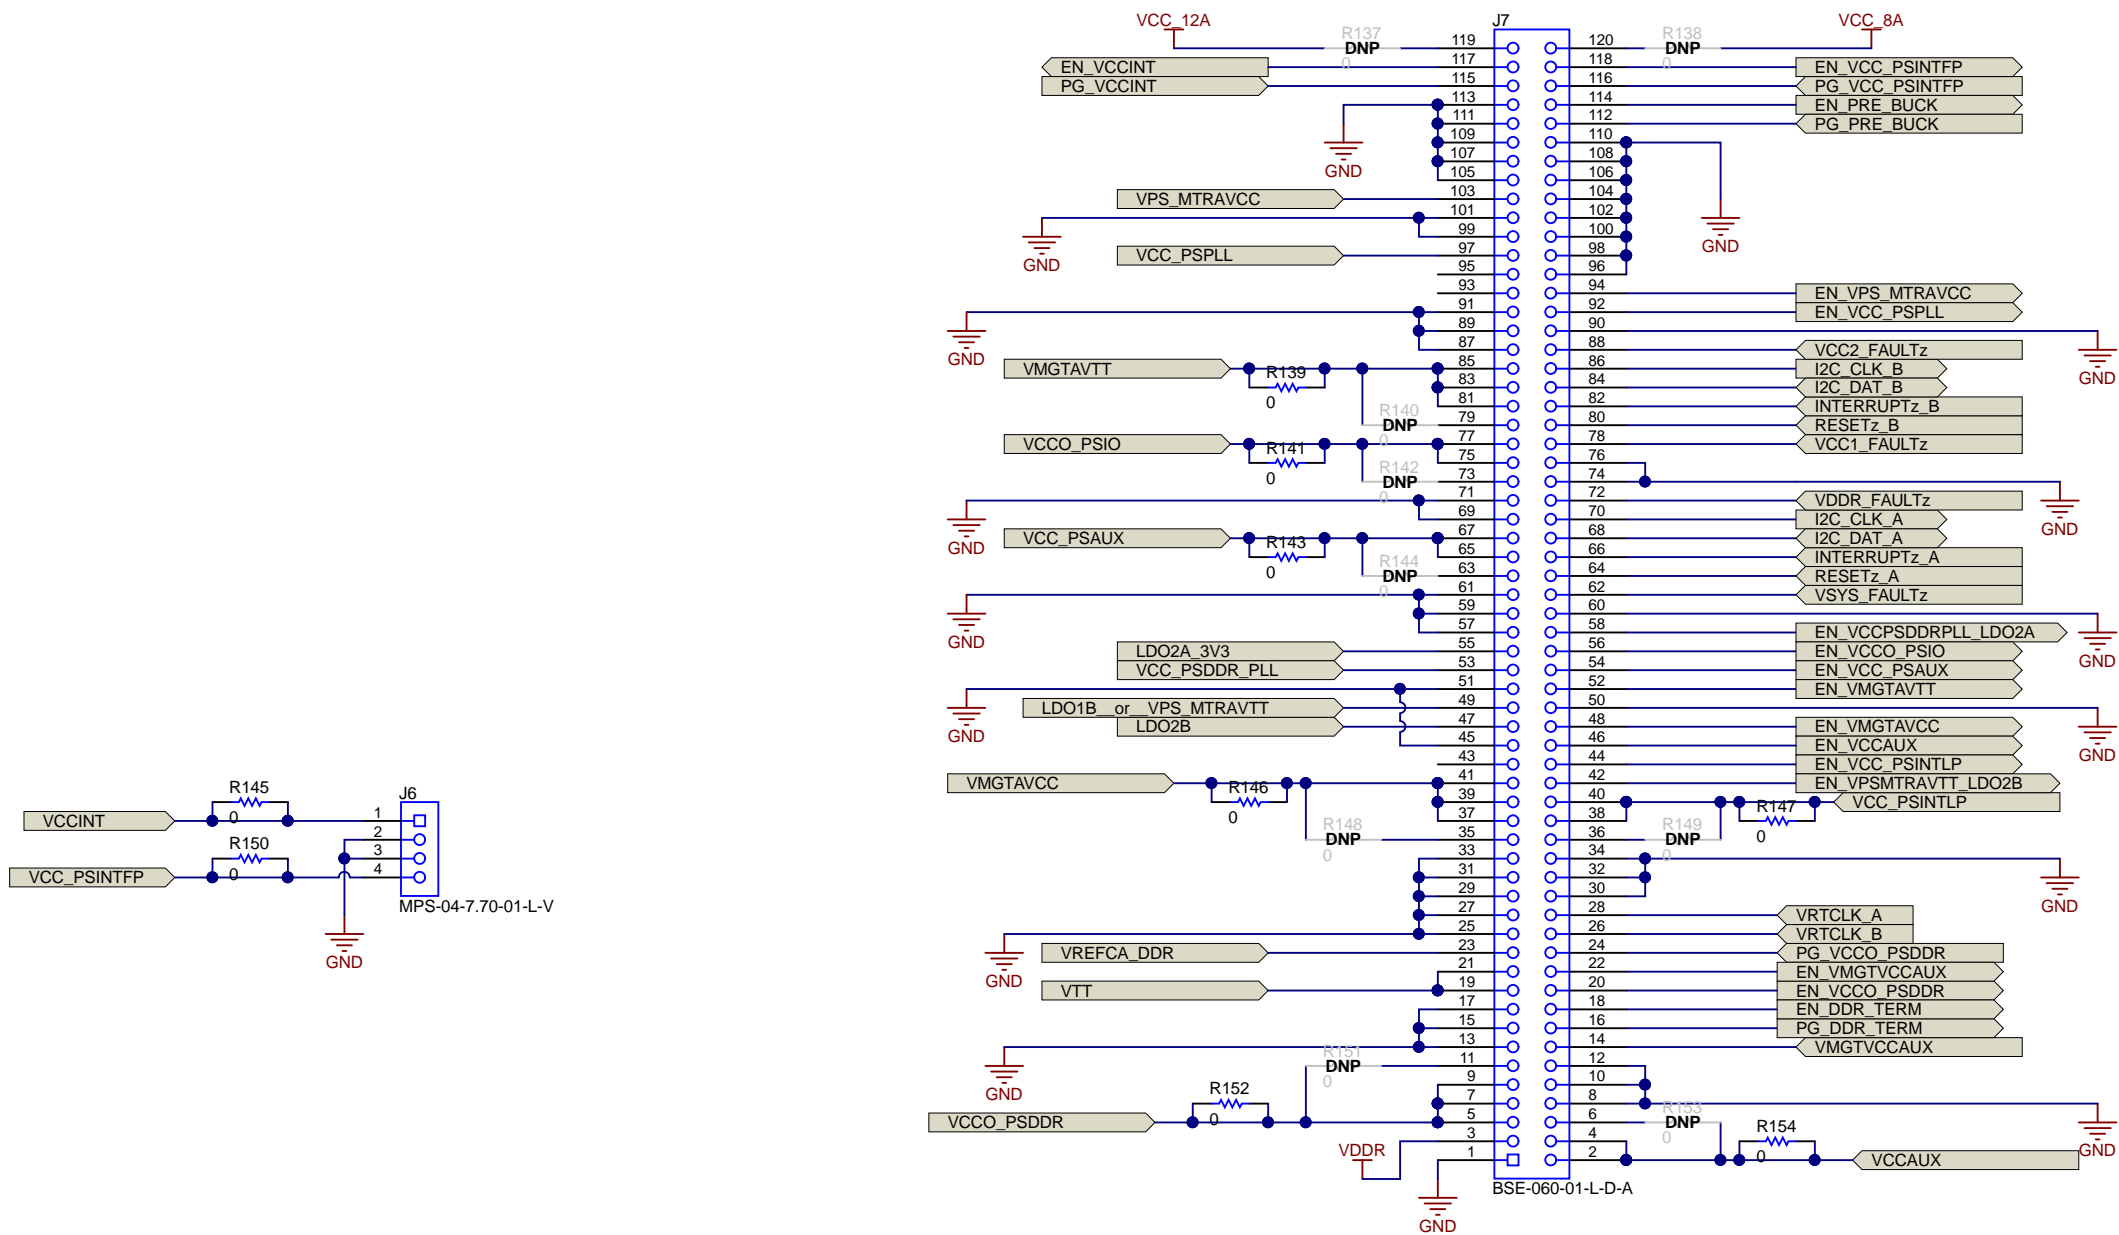 VCC_12A
J7
VCC_8A
R137
DNP
0
119
120
R138
DNP
0
EN_VCCINT
117
118
EN_VCC_PSINTFP
PG_VCCINT
115
116
PG_VCC_PSINTFP
113
114
EN_PRE_BUCK
111
112
PG_PRE_BUCK
109
110
107
108
GND
105
106
VPS_MTRAVCC
103
104
101
102
99
100
GND
GND
VCC_PSPLL
97
98
95
96
93
94
EN_VPS_MTRAVCC
91
92
EN_VCC_PSPLL
89
90
GND
87
88
VCC2_FAULTz
VMGTAVTT
R139
0
85
86
I2C_CLK_B
GND
83
84
I2C_DAT_B
81
82
INTERRUPTz_B
R140
DNP
0
79
80
RESETz_B
VCCO_PSIO
R141
0
77
78
VCC1_FAULTz
75
76
R142
DNP
0
73
74
71
72
VDDR_FAULTz
69
70
I2C_CLK_A
GND
GND
VCC_PSAUX
R143
0
67
68
I2C_DAT_A
65
66
INTERRUPTz_A
R144
DNP
0
63
64
RESETz_A
61
62
VSYS_FAULTz
59
60
GND
57
58
EN_VCCPSDDRPLL_LDO2A
LDO2A_3V3
55
56
EN_VCCO_PSIO
GND
VCC_PSDDR_PLL
53
54
EN_VCC_PSAUX
51
52
EN_VMGTAVTT
LDO1B__or__VPS_MTRAVTT
49
50
GND
LDO2B
47
48
EN_VMGTAVCC
45
46
EN_VCCAUX
GND
43
44
EN_VCC_PSINTLP
VMGTAVCC
R146
0
41
42
EN_VPSMTRAVTT_LDO2B
39
40
R147
0
VCC_PSINTLP
37
38
R148
DNP
0
35
36
R149
DNP
0
33
34
31
32
29
30
GND
27
28
VRTCLK_A
25
26
VRTCLK_B
GND
VREFCA_DDR
23
24
PG_VCCO_PSDDR
21
22
EN_VMGTVCCAUX
VTT
19
20
EN_VCCO_PSDDR
17
18
EN_DDR_TERM
15
16
PG_DDR_TERM
13
14
VMGTVCCAUX
R151
DNP
0
11
12
GND
9
10
R152
0
7
8
VCCO_PSDDR
5
6
R153
DNP
0
3
4
R154
0
GND
VDDR
1
2
VCCAUX
BSE-060-01-L-D-A
GND
R145
0
J6
VCCINT
1
2
R150
0
3
VCC_PSINTFP
4
MPS-04-7.70-01-L-V
GND